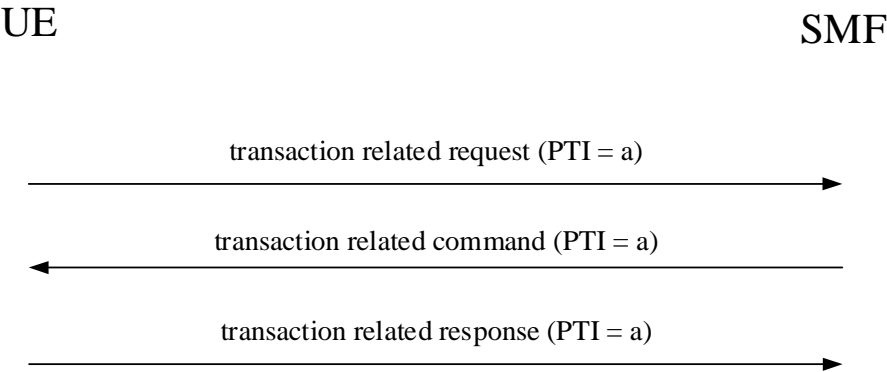 UE
SMF
transaction related request (PTI = a)
transaction related command (PTI = a)
transaction related response (PTI = a)